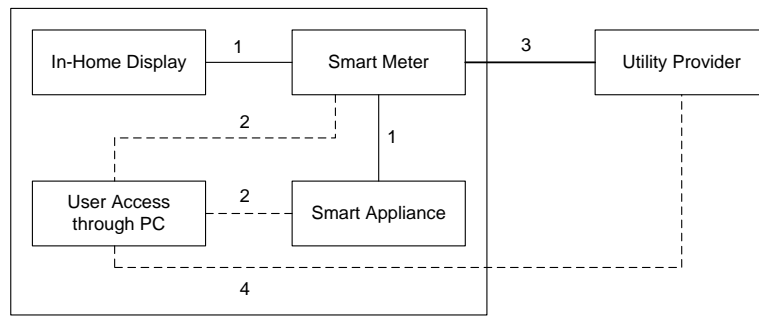 In-Home Display
1
Smart Meter
3
Utility Provider
2
1
User Access
through PC
2
Smart Appliance
4